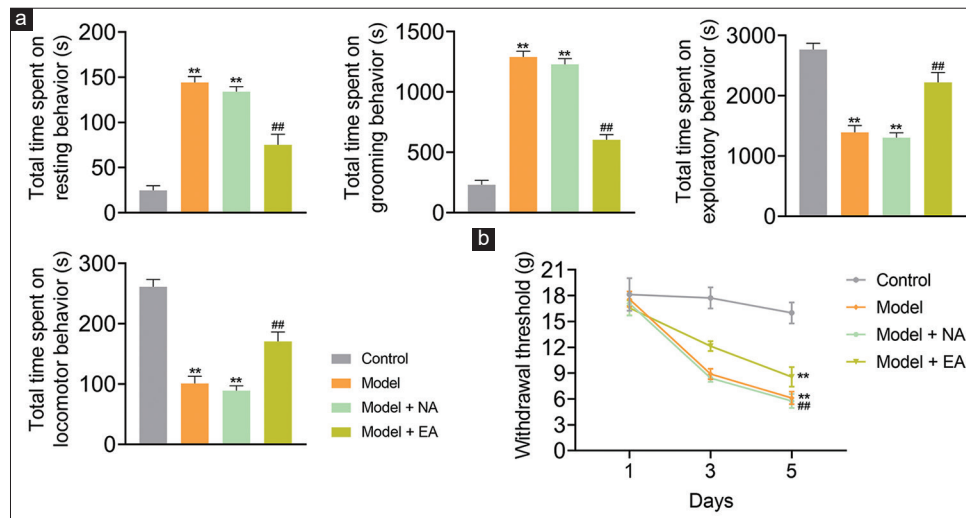 a
Total time spent on
resting behavior (s)
200
150
100
50
0
**
**
##
Total time spent on
grooming behavior (s)
1500
1000
500
0
**
**
##
Total time spent on
exploratory behavior (s)
3000
2000
1000
0
**
**
##
Total time spent on
locomotor behavior (s)
300
200
100
0
**
**
##
Control
Model
Model + NA
Model + EA
b
Withdrawal threshold (g)
21
18
15
12
9
6
3
0
**
**
##
1 3 5
Days
Control
Model
Model + NA
Model + EA